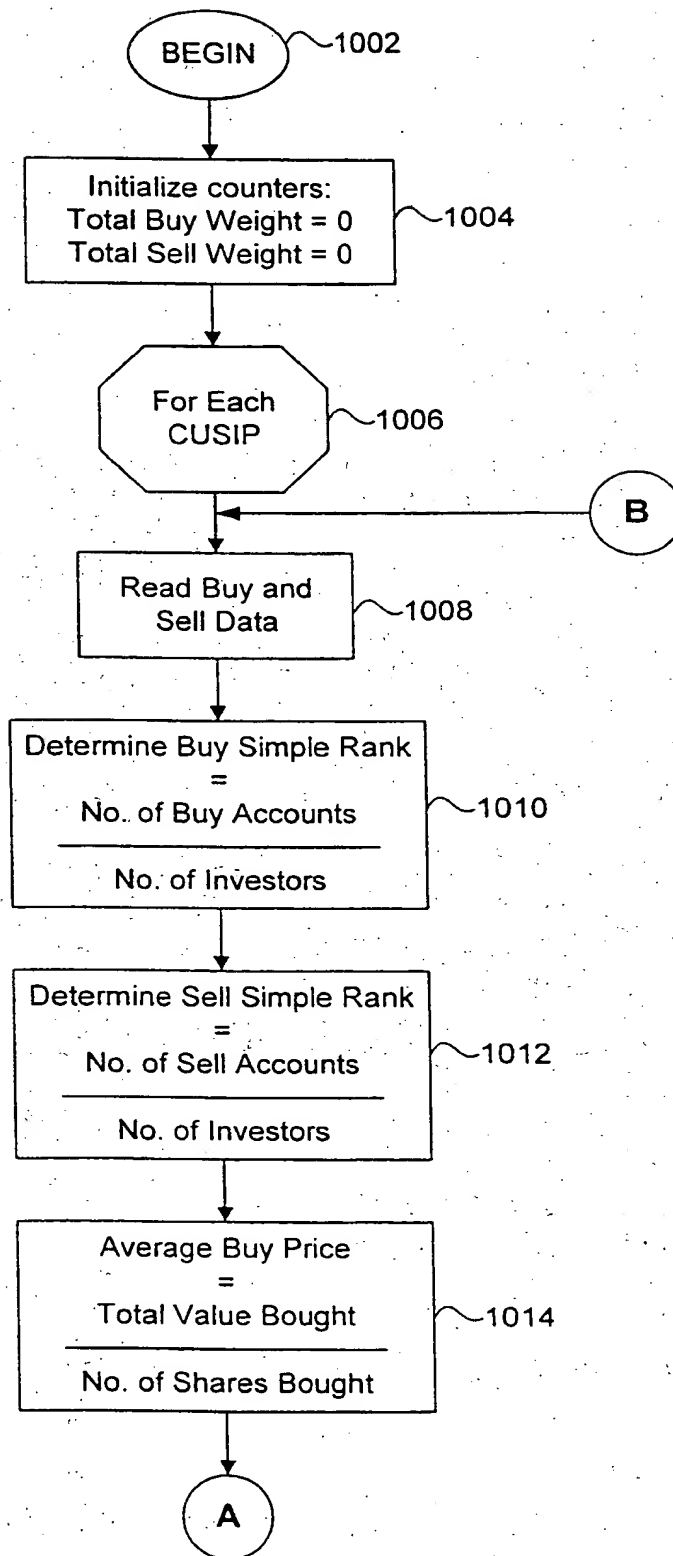 BEGIN
1002
Initialize counters:
Total Buy Weight = 0
Total Sell Weight = 0
1004
For Each
CUSIP
1006
B
Read Buy and
Sell Data
1008
Determine Buy Simple Rank
=
No. of Buy Accounts
No. of Investors
1010
Determine Sell Simple Rank
=
No. of Sell Accounts
No. of Investors
1012
Average Buy Price
=
Total Value Bought
No. of Shares Bought
1014
A